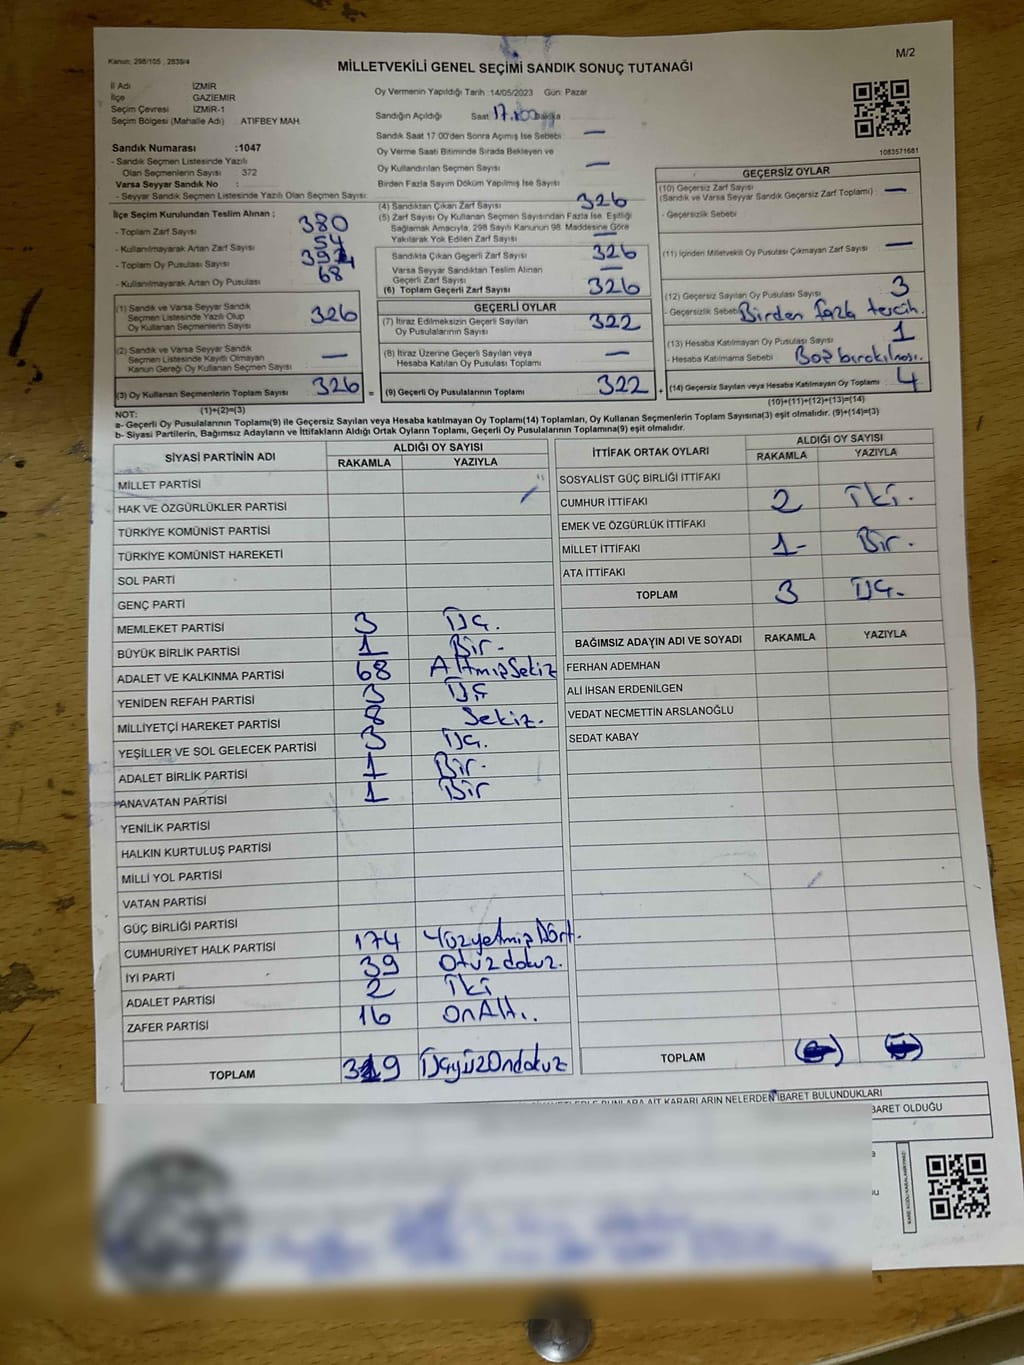 Kanun: 298/105 , 2839/4
M/2
MİLLETVEKİLİ GENEL SEÇİMİ SANDIK SONUÇ TUTANAĞI
İl Adı İZMİR
İlçe GAZİEMİR
Seçim Çevresi İZMİR-1
Seçim Bölgesi (Mahalle Adı) ATIFBEY MAH.
Sandık Numarası :1047
- Sandık Seçmen Listesinde Yazılı
Olan Seçmenlerin Sayısı 372
Varsa Seyyar Sandık No :
- Seyyar Sandık Seçmen Listesinde Yazılı Olan Seçmen Sayısı:
Oy Vermenin Yapıldığı Tarih :14/05/2023 Gün: Pazar
Sandığın Açıldığı Saat 17.00 Dakika
Sandık Saat 17:00'den Sonra Açımış İse Sebebi —
Oy Verme Saati Bitiminde Sırada Bekleyen ve
Oy Kullandırılan Seçmen Sayısı —
Birden Fazla Sayım Döküm Yapılmış İse Sayısı
1083571681
İlçe Seçim Kurulundan Teslim Alınan ;
- Toplam Zarf Sayısı 380
- Kullanılmayarak Artan Zarf Sayısı 54
- Toplam Oy Pusulası Sayısı
- Kullanılmayarak Artan Oy Pusulası 68
(1) Sandık ve Varsa Seyyar Sandık
Seçmen Listesinde Yazılı Olup
Oy Kullanan Seçmenlerin Sayısı 326
(2) Sandık ve Varsa Seyyar Sandık
Seçmen Listesinde Kayıtlı Olmayan
Kanun Gereği Oy Kullanan Seçmen Sayısı —
(3) Oy Kullanan Seçmenlerin Toplam Sayısı 326 =
(1)+(2)=(3)
(4) Sandıktan Çıkan Zarf Sayısı 326
(5) Zarf Sayısı Oy Kullanan Seçmen Sayısından Fazla İse, Eşitliği
Sağlamak Amacıyla, 298 Sayılı Kanunun 98. Maddesine Göre
Yakılarak Yok Edilen Zarf Sayısı —
Sandıkta Çıkan Geçerli Zarf Sayısı 326
Varsa Seyyar Sandıktan Teslim Alınan
Geçerli Zarf Sayısı —
(6) Toplam Geçerli Zarf Sayısı 326
GEÇERLİ OYLAR
(7) İtiraz Edilmeksizin Geçerli Sayılan
Oy Pusulalarının Sayısı 322
(8) İtiraz Üzerine Geçerli Sayılan veya
Hesaba Katılan Oy Pusulası Toplamı —
(9) Geçerli Oy Pusulalarının Toplamı 322 +
GEÇERSİZ OYLAR
(10) Geçersiz Zarf Sayısı
(Sandık ve Varsa Seyyar Sandık Geçersiz Zarf Toplamı) —
- Geçersizlik Sebebi
(11) İçinden Milletvekili Oy Pusulası Çıkmayan Zarf Sayısı —
(12) Geçersiz Sayılan Oy Pusulası Sayısı 3
- Geçersizlik Sebebi Birden fazla tercih.
(13) Hesaba Katılmayan Oy Pusulası Sayısı 1
- Hesaba Katılmama Sebebi Boş bırakılması.
(14) Geçersiz Sayılan veya Hesaba Katılmayan Oy Toplamı 4
(10)+(11)+(12)+(13)=(14)
NOT:
a- Geçerli Oy Pusulalarının Toplamı(9) ile Geçersiz Sayılan veya Hesaba katılmayan Oy Toplamı(14) Toplamları, Oy Kullanan Seçmenlerin Toplam Sayısına(3) eşit olmalıdır. (9)+(14)=(3)
b- Siyasi Partilerin, Bağımsız Adayların ve İttifakların Aldığı Ortak Oyların Toplamı, Geçerli Oy Pusulalarının Toplamına(9) eşit olmalıdır.
SİYASİ PARTİNİN ADI ALDIĞI OY SAYISI
RAKAMLA YAZIYLA
MİLLET PARTİSİ
HAK VE ÖZGÜRLÜKLER PARTİSİ
TÜRKİYE KOMÜNİST PARTİSİ
TÜRKİYE KOMÜNİST HAREKETİ
SOL PARTİ
GENÇ PARTİ
MEMLEKET PARTİSİ 3 Üç.
BÜYÜK BİRLİK PARTİSİ 1 Bir.
ADALET VE KALKINMA PARTİSİ 68 AltmışSekiz
YENİDEN REFAH PARTİSİ 3 Üç
MİLLİYETÇİ HAREKET PARTİSİ 8 Sekiz.
YEŞİLLER VE SOL GELECEK PARTİSİ 3 Üç.
ADALET BİRLİK PARTİSİ 1 Bir.
ANAVATAN PARTİSİ 1 Bir
YENİLİK PARTİSİ
HALKIN KURTULUŞ PARTİSİ
MİLLİ YOL PARTİSİ
VATAN PARTİSİ
GÜÇ BİRLİĞİ PARTİSİ
CUMHURİYET HALK PARTİSİ 174 YüzyetmişDört.
İYİ PARTİ 39 Otuzdokuz.
ADALET PARTİSİ 2 İki
ZAFER PARTİSİ 16 OnAltı.
TOPLAM 319 ÜçyüzOndokuz
İTTİFAK ORTAK OYLARI ALDIĞI OY SAYISI
RAKAMLA YAZIYLA
SOSYALİST GÜÇ BİRLİĞİ İTTİFAKI
CUMHUR İTTİFAKI 2 İki.
EMEK VE ÖZGÜRLÜK İTTİFAKI
MİLLET İTTİFAKI 1- Bir.
ATA İTTİFAKI
TOPLAM 3 Üç.
BAĞIMSIZ ADAYIN ADI VE SOYADI RAKAMLA YAZIYLA
FERHAN ADEMHAN
ALİ İHSAN ERDENİLGEN
VEDAT NECMETTİN ARSLANOĞLU
SEDAT KABAY
TOPLAM
BUNLARA AİT KARARLARIN NELERDEN İBARET BULUNDUKLARI
BARET OLDUĞU